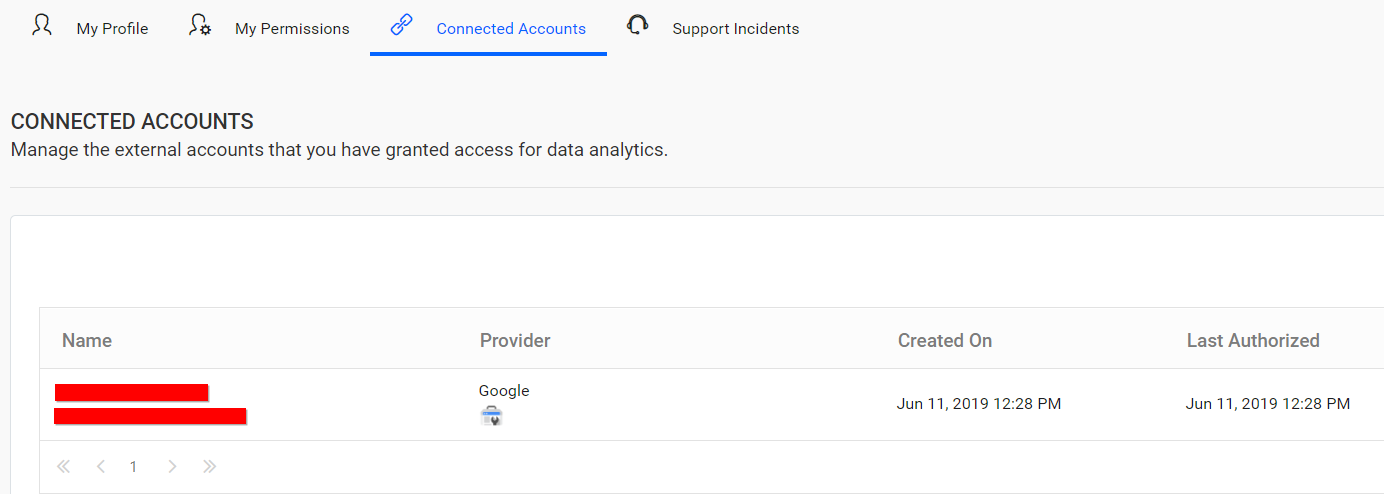 My Profile My Permissions Connected Accounts Support Incidents
CONNECTED ACCOUNTS
Manage the external accounts that you have granted access for data analytics.
Name Provider Created On Last Authorized
Google
Jun 11, 2019 12:28 PM Jun 11, 2019 12:28 PM
1